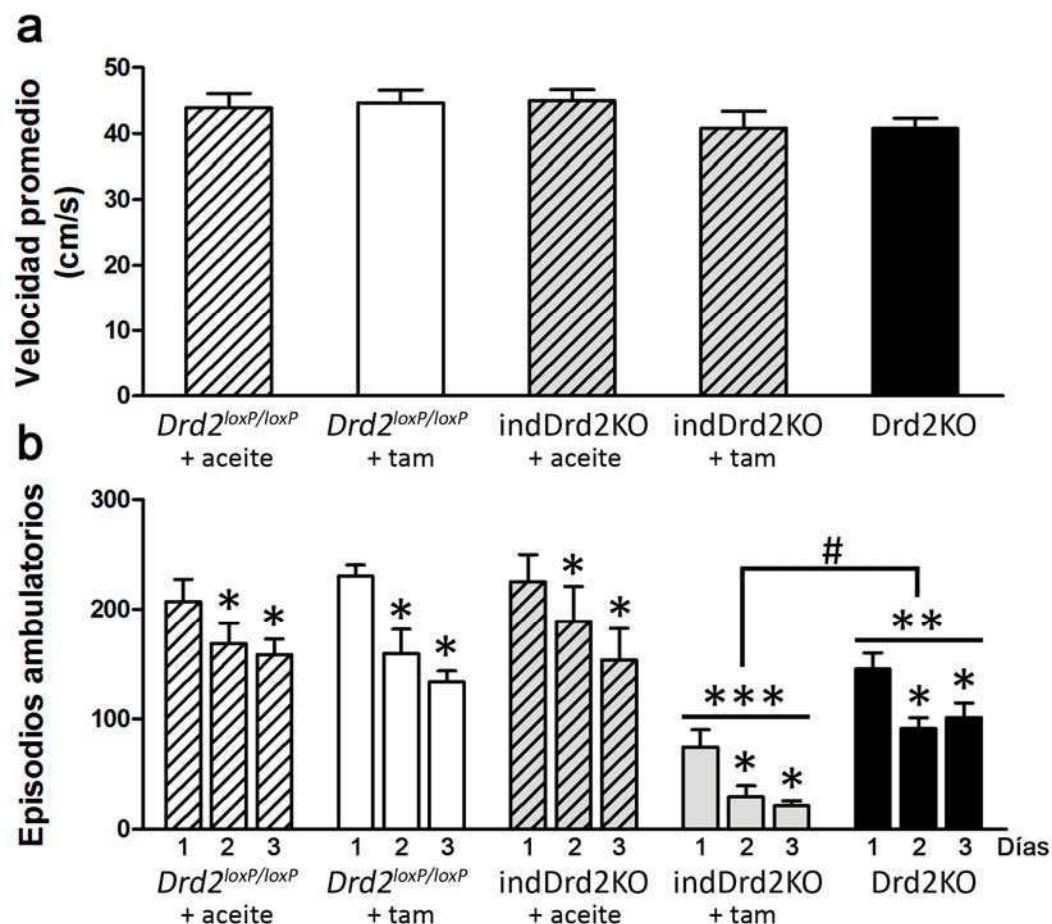 a
Velocidad promedio
(cm/s)
50
40
30
20
10
0
Drd2loxP/loxP
+ aceite
Drd2loxP/loxP
+ tam
indDrd2KO
+ aceite
indDrd2KO
+ tam
Drd2KO
b
Episodios ambulatorios
300
200
100
0
* *
* *
* *
***
* *
#
**
* *
1 2 3 1 2 3 1 2 3 1 2 3 1 2 3 Días
Drd2loxP/loxP
+ aceite
Drd2loxP/loxP
+ tam
indDrd2KO
+ aceite
indDrd2KO
+ tam
Drd2KO